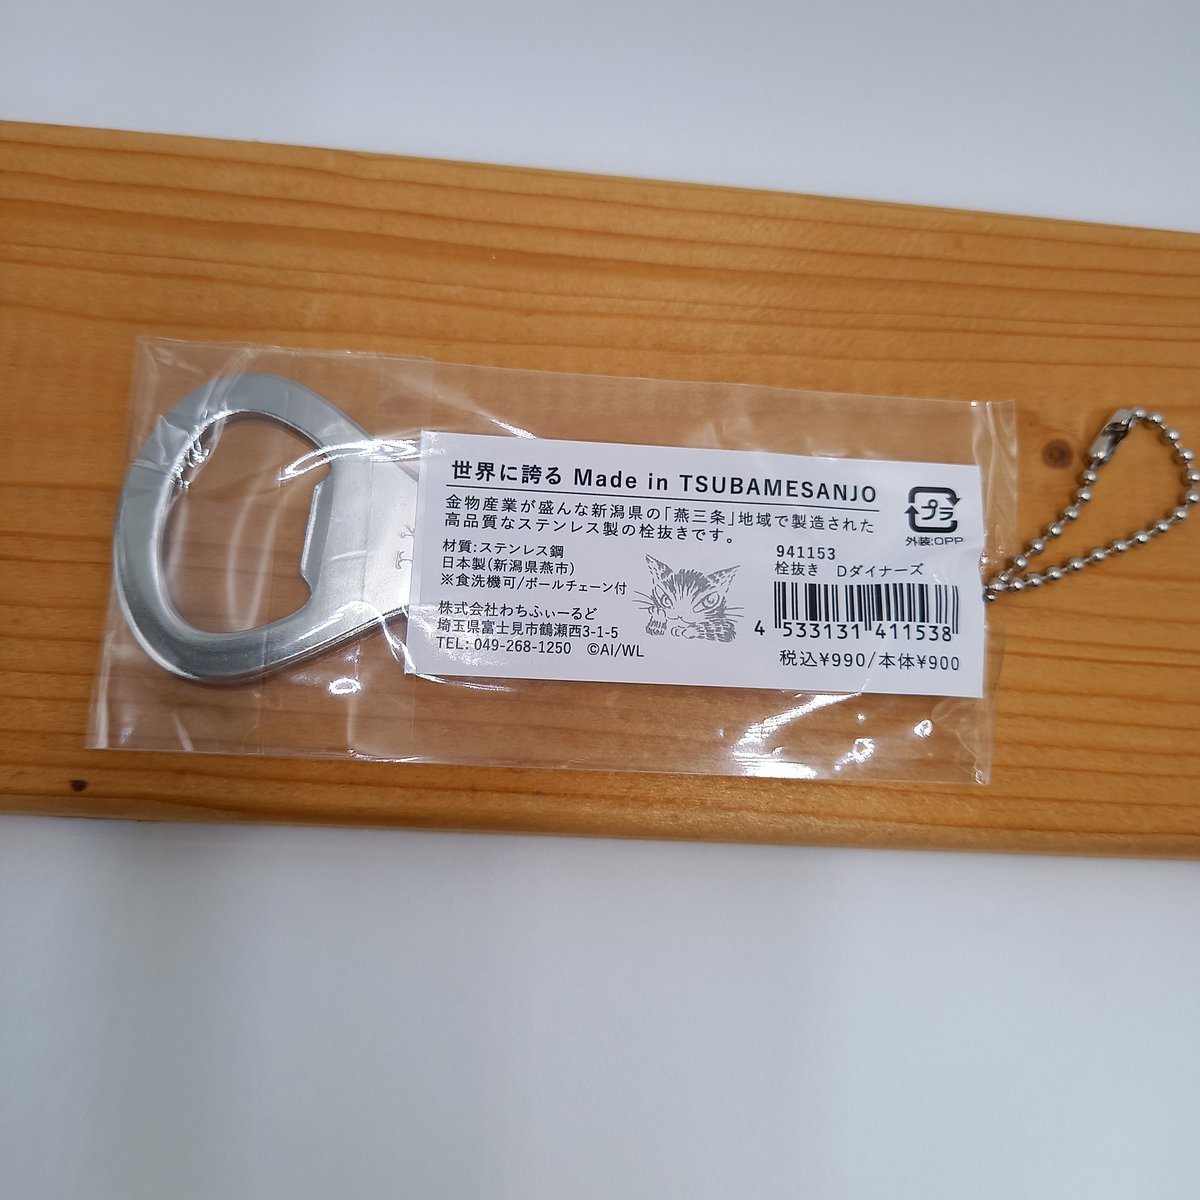 世界に誇る Made in TSUBAMESANJO
金物産業が盛んな新潟県の「燕三条」地域で製造された
高品質なステンレス製の栓抜きです。
プラ
外装:OPP
材質:ステンレス鋼
日本製(新潟県燕市)
※食洗機可/ボールチェーン付
株式会社わちふぃーるど
埼玉県富士見市鶴瀬西3-1-5
TEL: 049-268-1250 ©AI/WL
941153
栓抜き Dダイナーズ
4 533131 411538
税込¥990/本体¥900